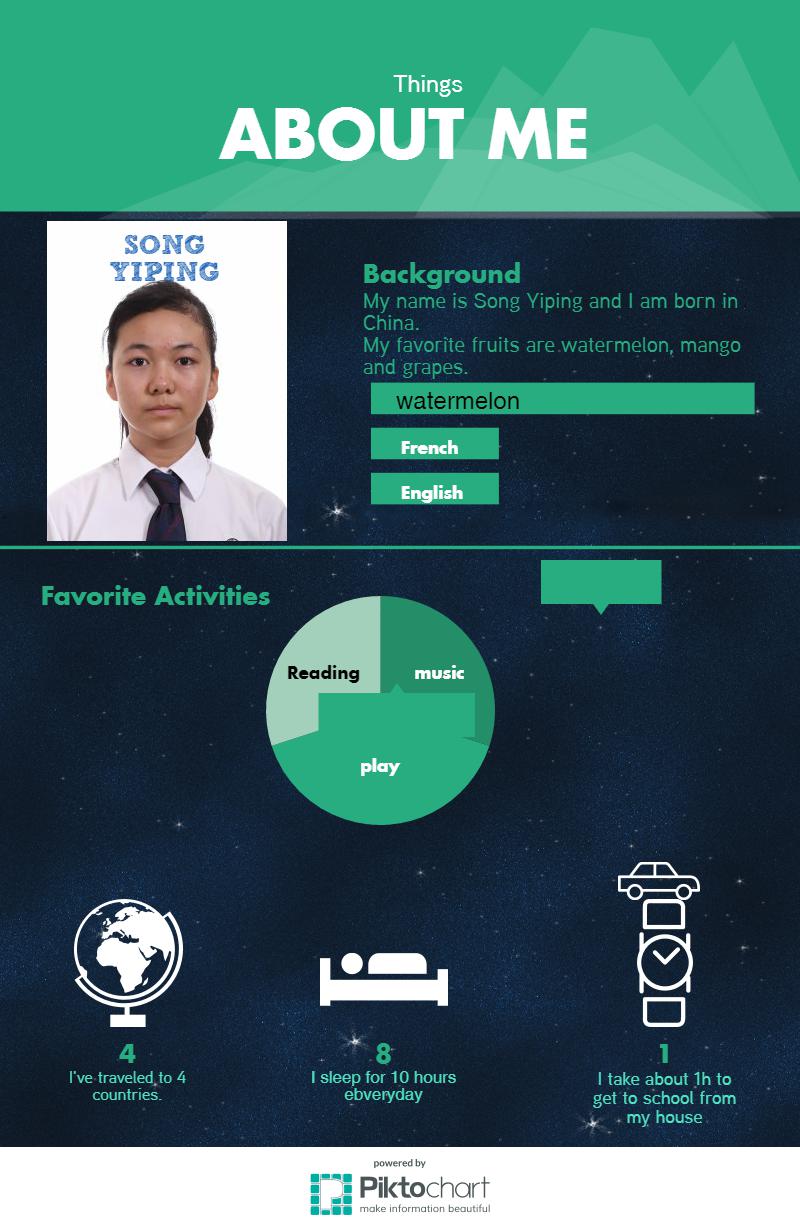 Things
ABOUT ME
SONG
YIPING
Background
My name is Song Yiping and I am born in
China.
My favorite fruits are watermelon, mango
and grapes.
watermelon
French
English
Favorite Activities
Reading
music
play
4
I've traveled to 4
countries.
8
I sleep for 10 hours
ebveryday
1
I take about 1h to
get to school from
my house
powered by
Piktochart
make information beautiful